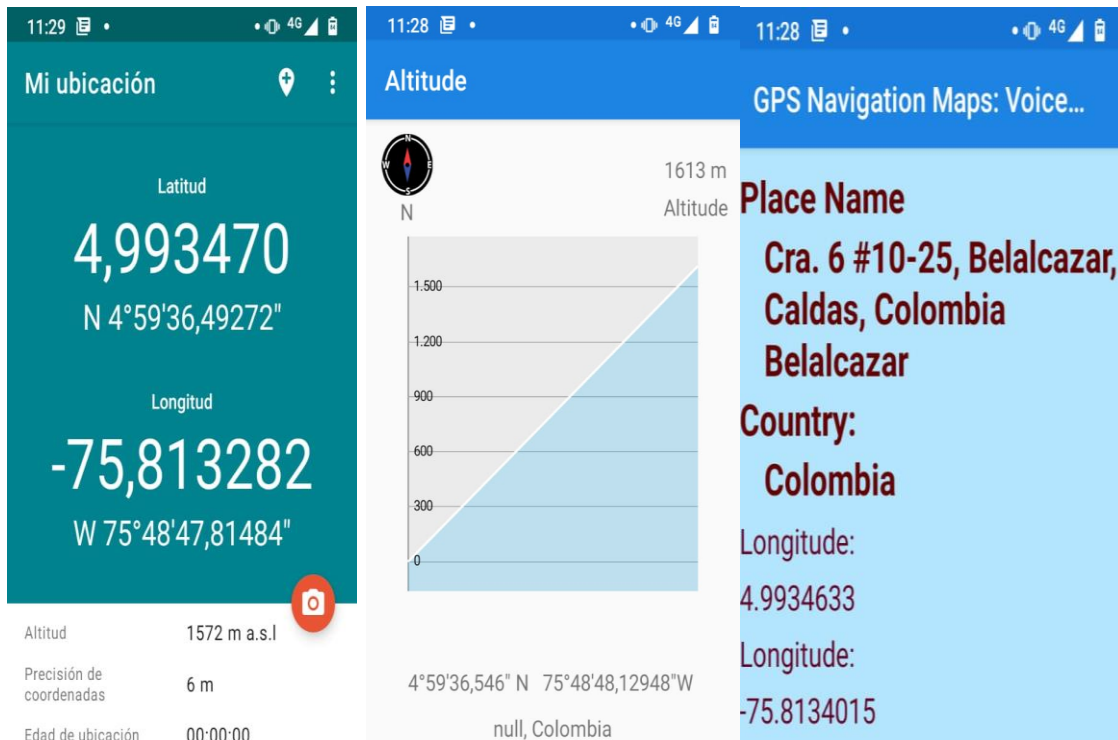 11:29
4G
Mi ubicación
Latitud
4,993470
N 4°59'36,49272"
Longitud
-75,813282
W 75°48'47,81484"
Altitud 1572 m a.s.l
Precisión de
coordenadas 6 m
Edad de ubicación 00:00:00
11:28
4G
Altitude
N
W E
S
N
1613 m
Altitude
1.500
1.200
900
600
300
0
4°59'36,546" N 75°48'48,12948"W
null, Colombia
11:28
4G
GPS Navigation Maps: Voice...
Place Name
Cra. 6 #10-25, Belalcazar,
Caldas, Colombia
Belalcazar
Country:
Colombia
Longitude:
4.9934633
Longitude:
-75.8134015